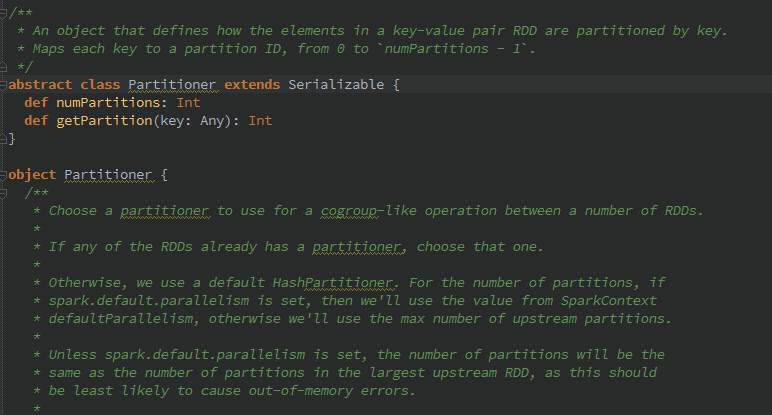 /**
 * An object that defines how the elements in a key-value pair RDD are partitioned by key.
 * Maps each key to a partition ID, from 0 to `numPartitions - 1`.
 */
abstract class Partitioner extends Serializable {
  def numPartitions: Int
  def getPartition(key: Any): Int
}
object Partitioner {
  /**
   * Choose a partitioner to use for a cogroup-like operation between a number of RDDs.
   *
   * If any of the RDDs already has a partitioner, choose that one.
   *
   * Otherwise, we use a default HashPartitioner. For the number of partitions, if
   * spark.default.parallelism is set, then we'll use the value from SparkContext
   * defaultParallelism, otherwise we'll use the max number of upstream partitions.
   *
   * Unless spark.default.parallelism is set, the number of partitions will be the
   * same as the number of partitions in the largest upstream RDD, as this should
   * be least likely to cause out-of-memory errors.
   *